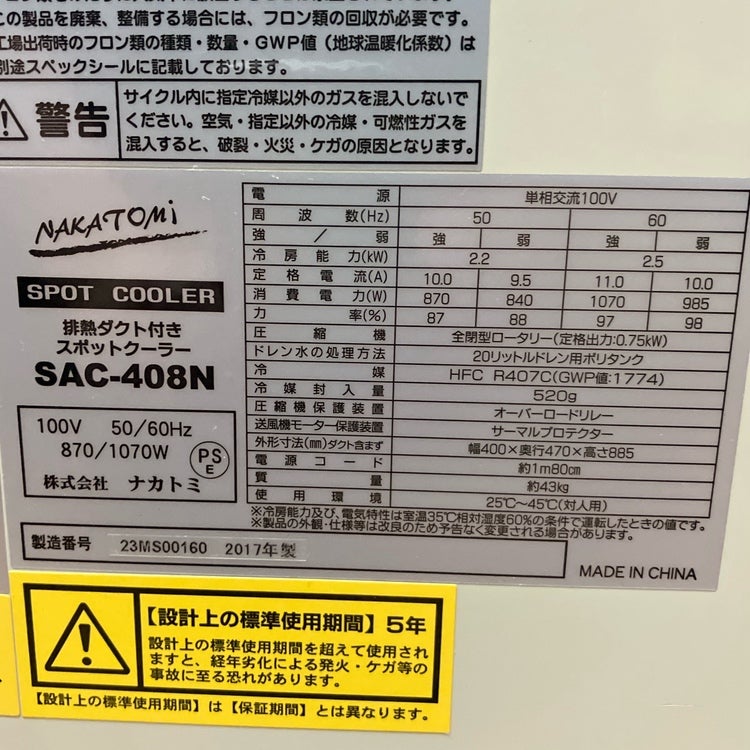 この製品を廃棄、整備する場合には、フロン類の回収が必要です。
工場出荷時のフロン類の種類・数量・GWP値（地球温暖化係数）は
別途スペックシールに記載しております。
警告
サイクル内に指定冷媒以外のガスを混入しないで
ください。空気・指定以外の冷媒・可燃性ガスを
混入すると、破裂・火災・ケガの原因となります。
NAKATOMi
SPOT COOLER
排熱ダクト付き
スポットクーラー
SAC-408N
100V 50/60Hz
870/1070W
PS
E
株式会社 ナカトミ
電源 単相交流100V
周波数(Hz) 50 60
強／弱 強 弱 強 弱
冷房能力(kW) 2.2 2.5
定格電流(A) 10.0 9.5 11.0 10.0
消費電力(W) 870 840 1070 985
力率(%) 87 88 97 98
圧縮機 全閉型ロータリー(定格出力:0.75kW)
ドレン水の処理方法 20リットルドレン用ポリタンク
冷媒 HFC R407C(GWP値:1774)
冷媒封入量 520g
圧縮機保護装置 オーバーロードリレー
送風機モーター保護装置 サーマルプロテクター
外形寸法(mm)ダクト含まず 幅400×奥行470×高さ885
電源コード 約1m80cm
質量 約43kg
使用環境 25℃～45℃(対人用)
※冷房能力及び、電気特性は室温35℃相対湿度60%の条件で運転したときの値です。
※製品の外観・仕様等は改良のため予告なく変更される場合があります。
製造番号 23MS00160 2017年製
MADE IN CHINA
【設計上の標準使用期間】5年
設計上の標準使用期間を超えて使用され
ますと、経年劣化による発火・ケガ等の
事故に至る恐れがあります。
【設計上の標準使用期間】は【保証期間】とは異なります。